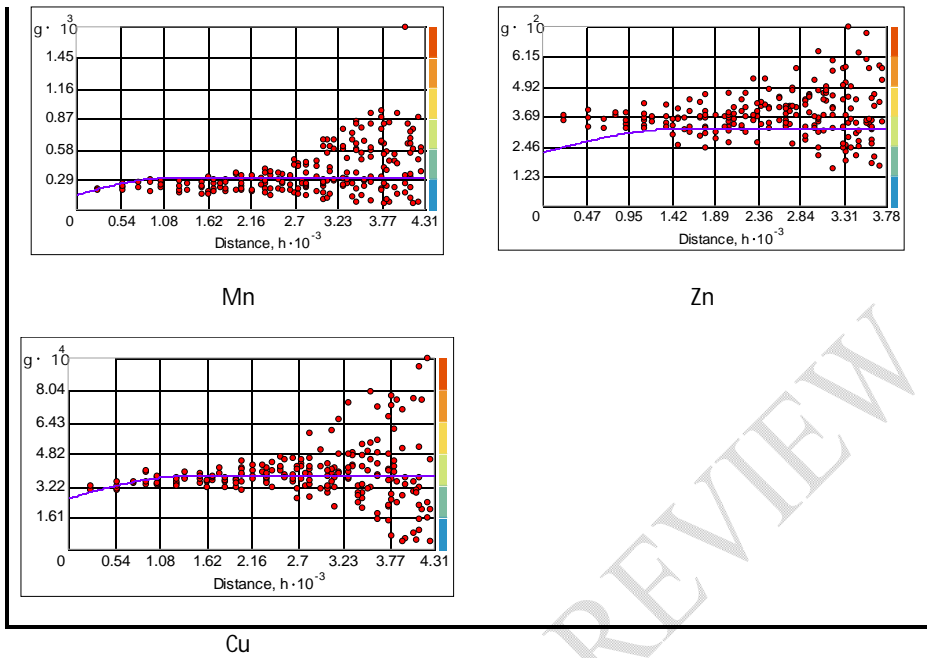 g · 10³
1.45
1.16
0.87
0.58
0.29
0 0.54 1.08 1.62 2.16 2.7 3.23 3.77 4.31
Distance, h·10⁻³
Mn
g · 10²
6.15
4.92
3.69
2.46
1.23
0 0.47 0.95 1.42 1.89 2.36 2.84 3.31 3.78
Distance, h·10⁻³
Zn
g · 10⁴
8.04
6.43
4.82
3.22
1.61
0 0.54 1.08 1.62 2.16 2.7 3.23 3.77 4.31
Distance, h·10⁻³
Cu
REVIEW